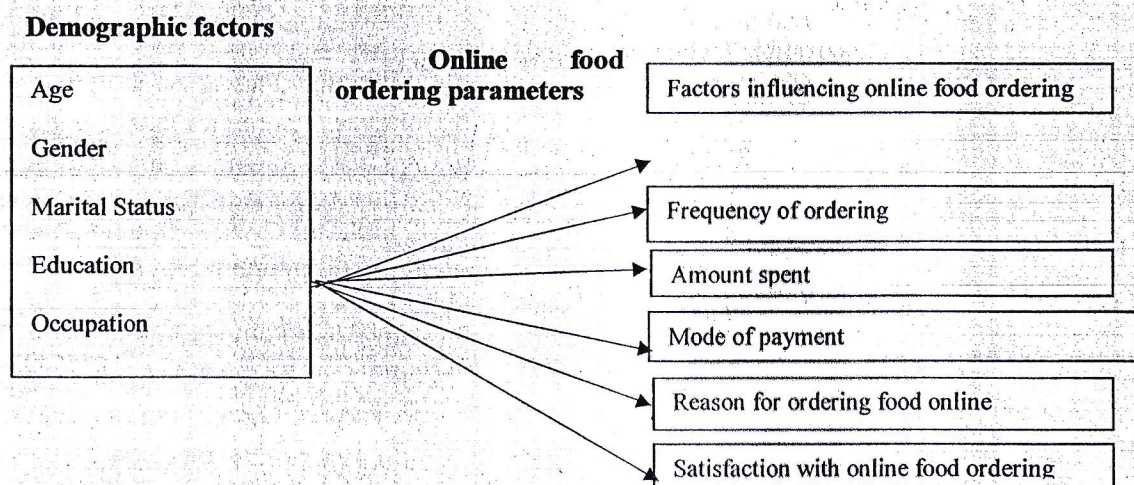 Demographic factors
Age
Gender
Marital Status
Education
Occupation
Online food
ordering parameters
Factors influencing online food ordering
Frequency of ordering
Amount spent
Mode of payment
Reason for ordering food online
Satisfaction with online food ordering